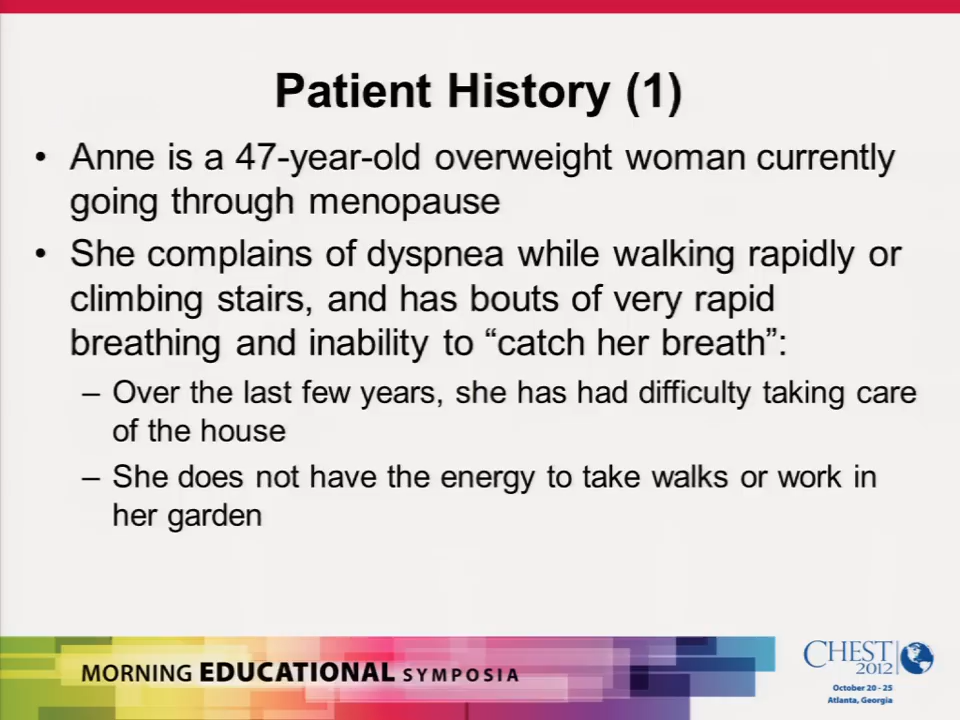 Patient History (1)
• Anne is a 47-year-old overweight woman currently
going through menopause
• She complains of dyspnea while walking rapidly or
climbing stairs, and has bouts of very rapid
breathing and inability to “catch her breath”:
– Over the last few years, she has had difficulty taking care
of the house
– She does not have the energy to take walks or work in
her garden
MORNING EDUCATIONAL SYMPOSIA
CHEST
2012
October 20 - 25
Atlanta, Georgia